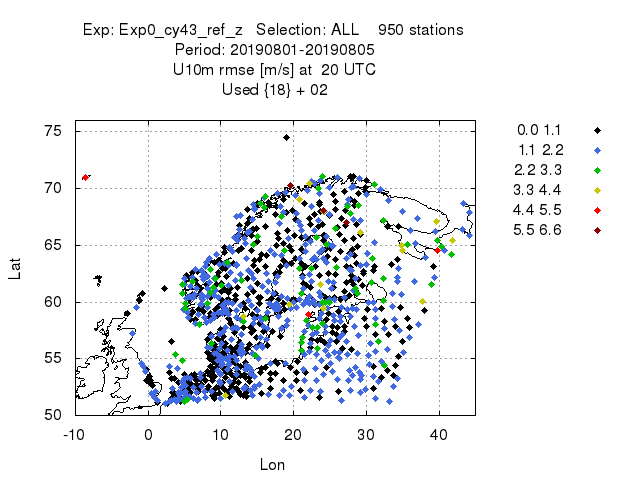 Exp: Exp0_cy43_ref_z   Selection: ALL    950 stations
Period: 20190801-20190805
U10m rmse [m/s] at  20 UTC
Used {18} + 02
0.0 1.1
1.1  2.2
2.2 3.3
3.3 4.4
4.4 5.5
5.5 6.6
75
70
65
60
55
50
Lat
-10 0 10 20 30 40
Lon